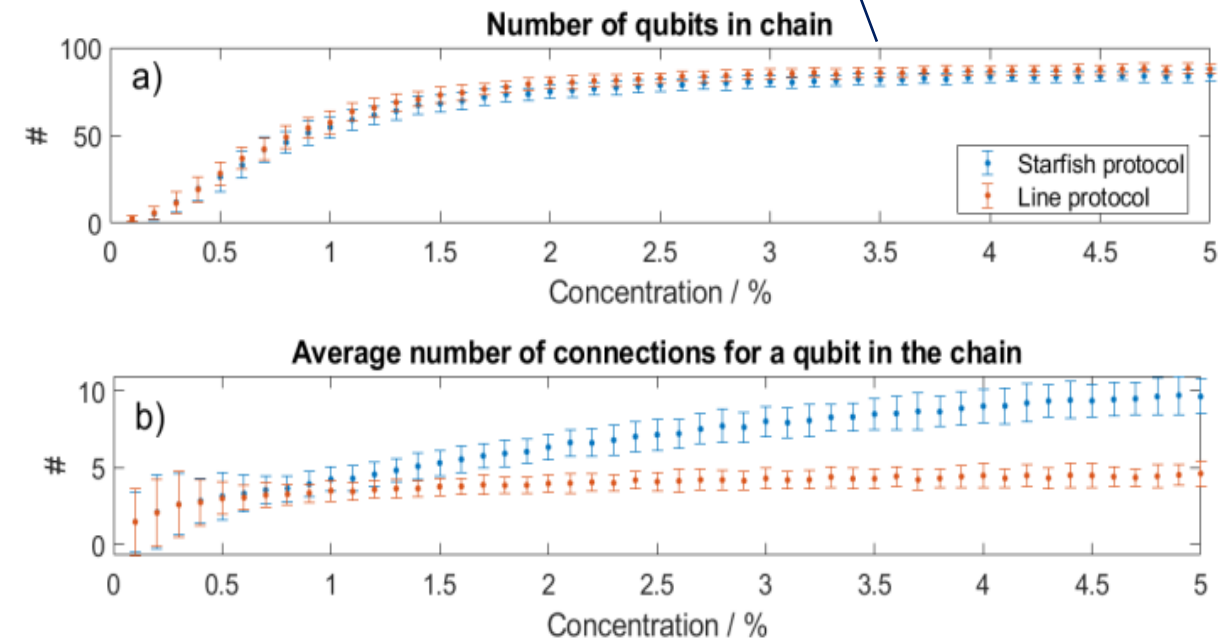 Number of qubits in chain
a)
100
50
0
#
Starfish protocol
Line protocol
0 0.5 1 1.5 2 2.5 3 3.5 4 4.5 5
Concentration / %
Average number of connections for a qubit in the chain
b)
10
5
0
#
0 0.5 1 1.5 2 2.5 3 3.5 4 4.5 5
Concentration / %